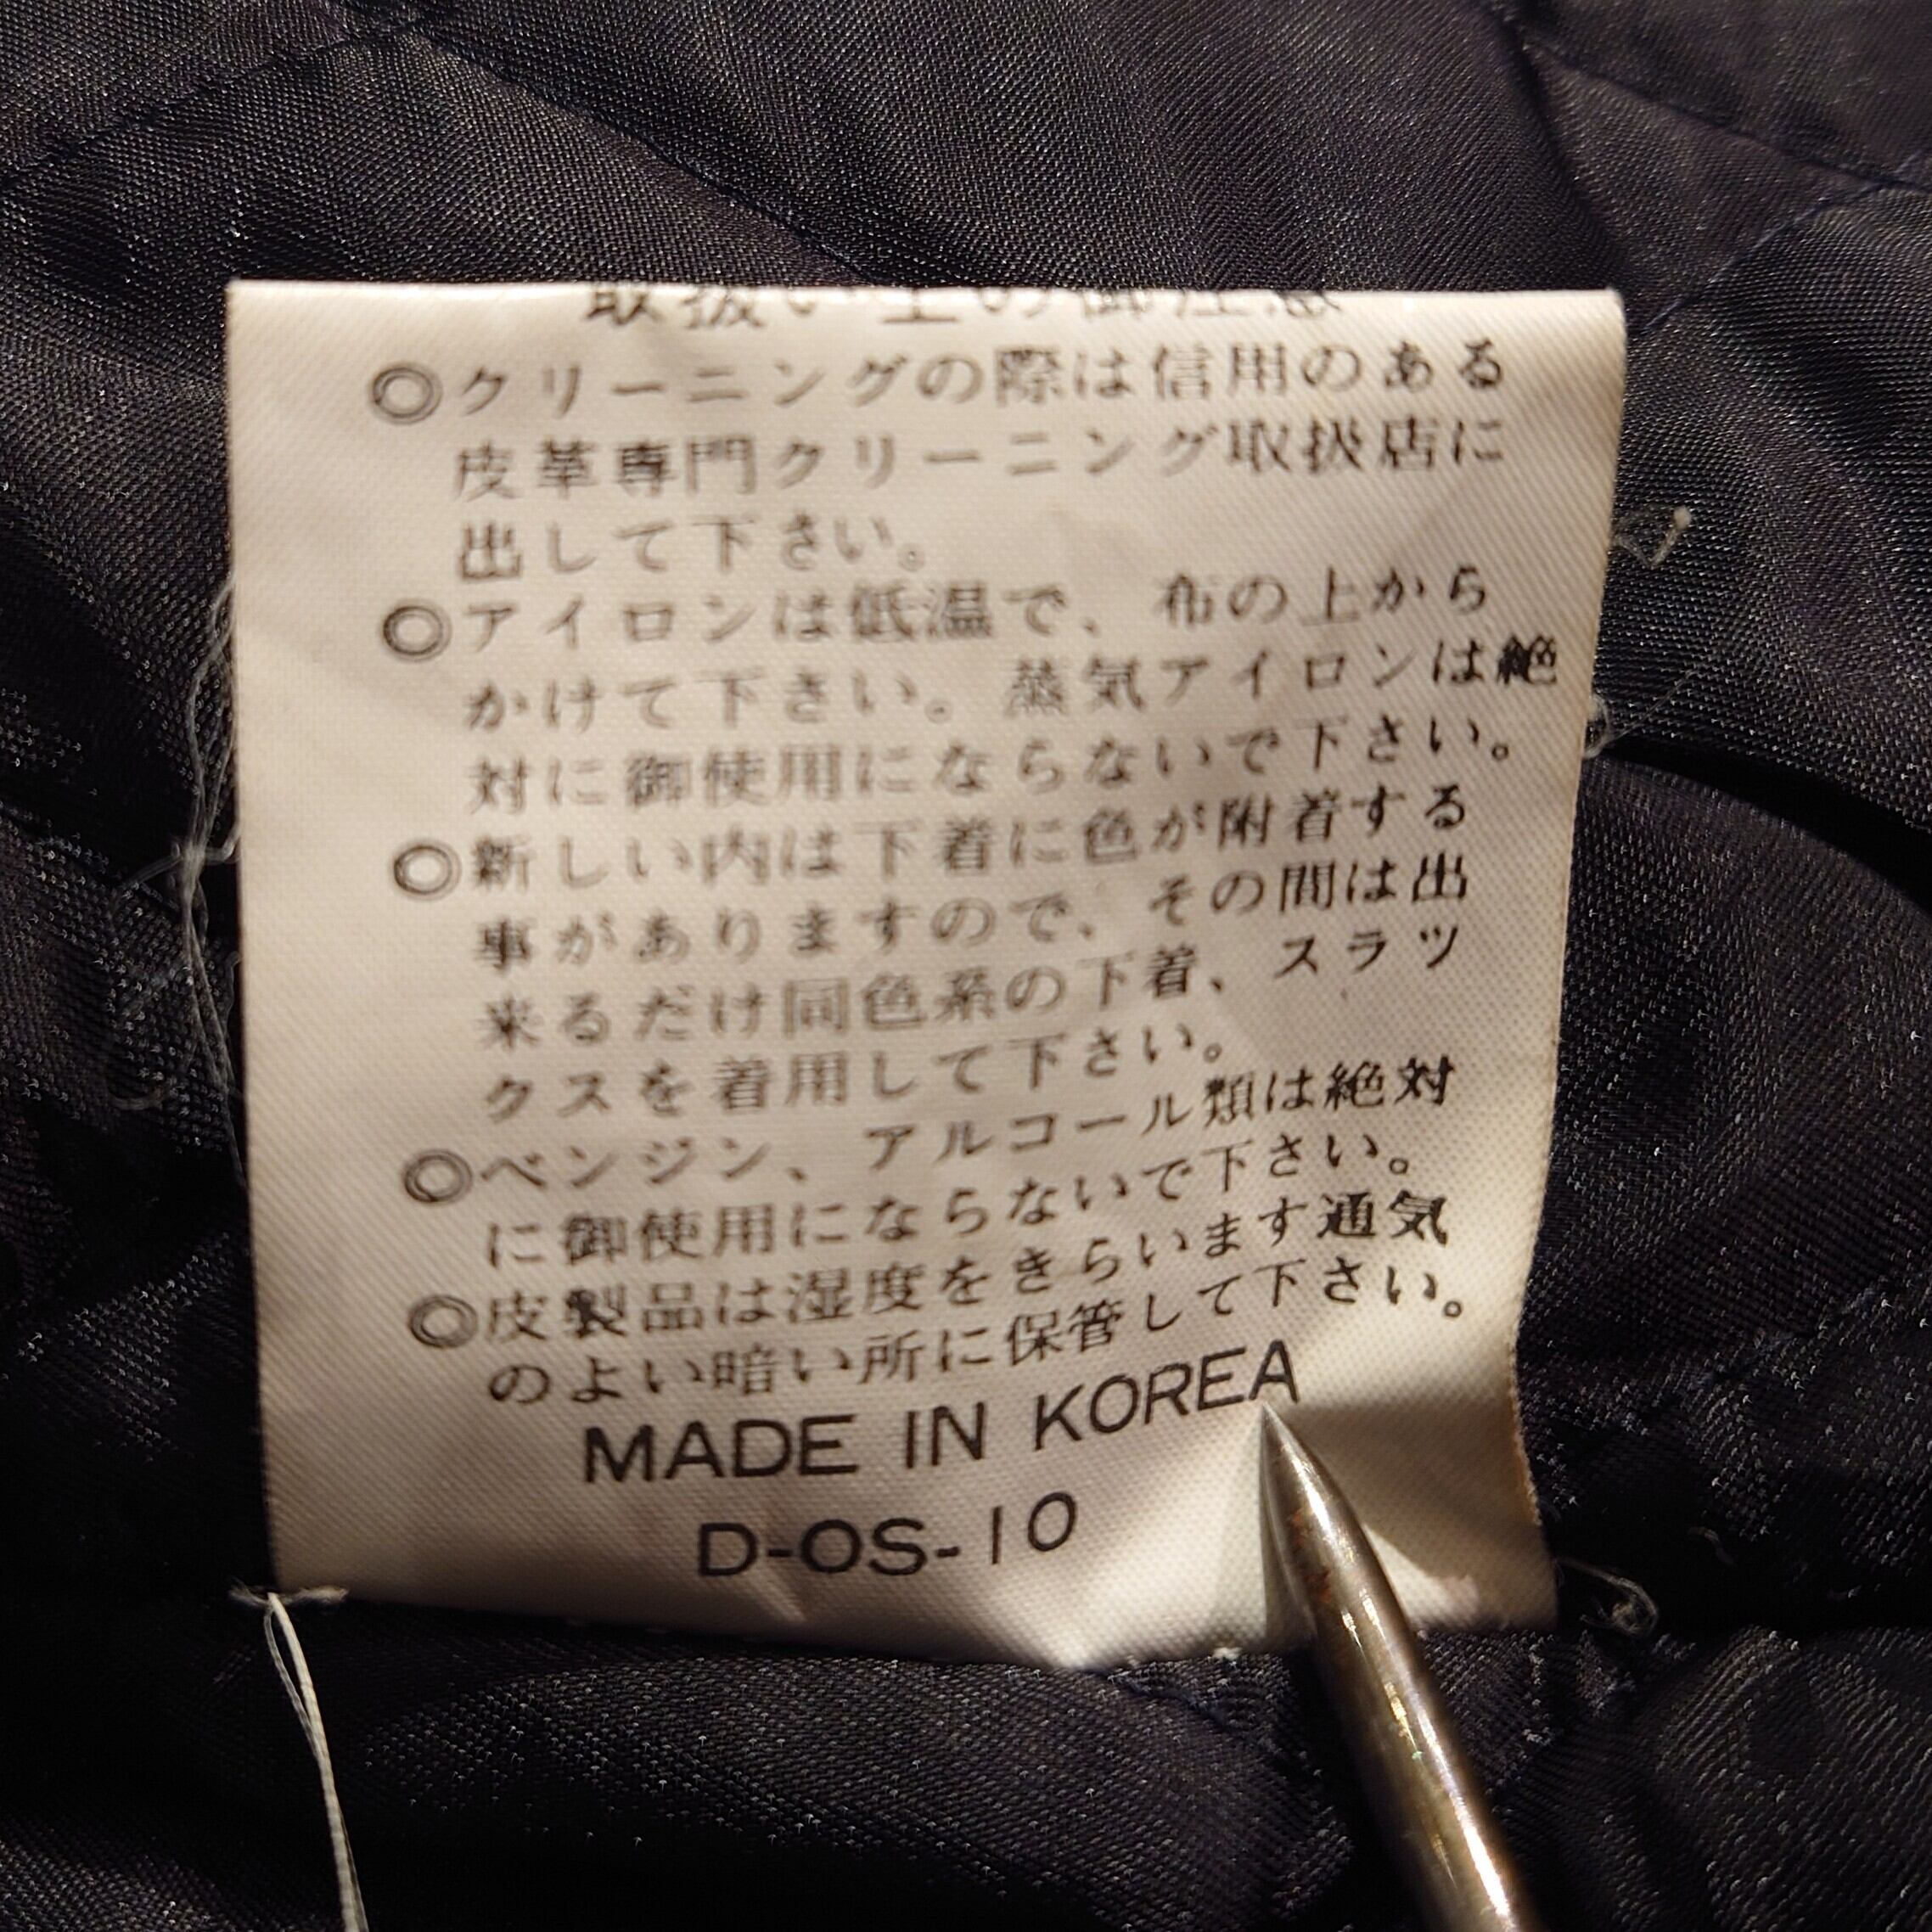 取扱い上の御注意
◎クリーニングの際は信用のある
皮革専門クリーニング取扱店に
出して下さい。
◎アイロンは低温で、布の上から
かけて下さい。蒸気アイロンは絶
対に御使用にならないで下さい。
◎新しい内は下着に色が附着する
事がありますので、その間は出
来るだけ同色系の下着、スラツ
クスを着用して下さい。
◎ベンジン、アルコール類は絶対
に御使用にならないで下さい。
◎皮製品は湿度をきらいます通気
のよい暗い所に保管して下さい。
MADE IN KOREA
D-OS-10